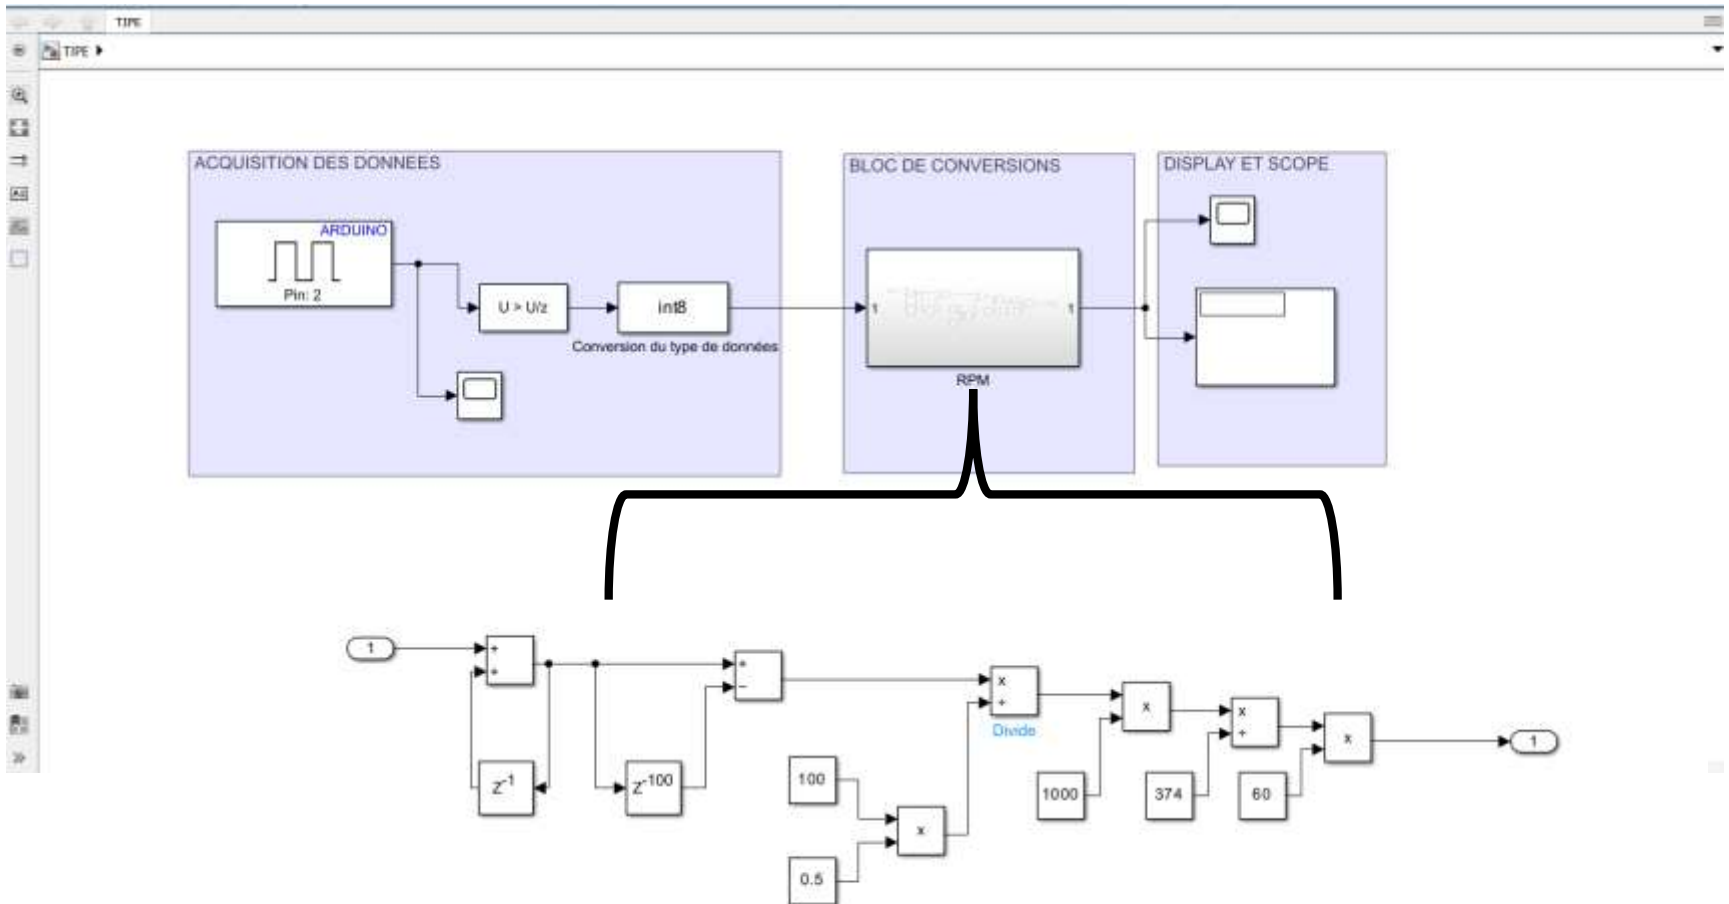 TIPE
TIPE
ACQUISITION DES DONNEES
BLOC DE CONVERSIONS
DISPLAY ET SCOPE
ARDUINO
Pin: 2
U > U/z
int8
Conversion du type de données
1
1
RPM
1
+
+
+
−
x
÷
Divide
x
x
÷
x
1
Z-1
Z-100
100
0.5
x
1000
374
60